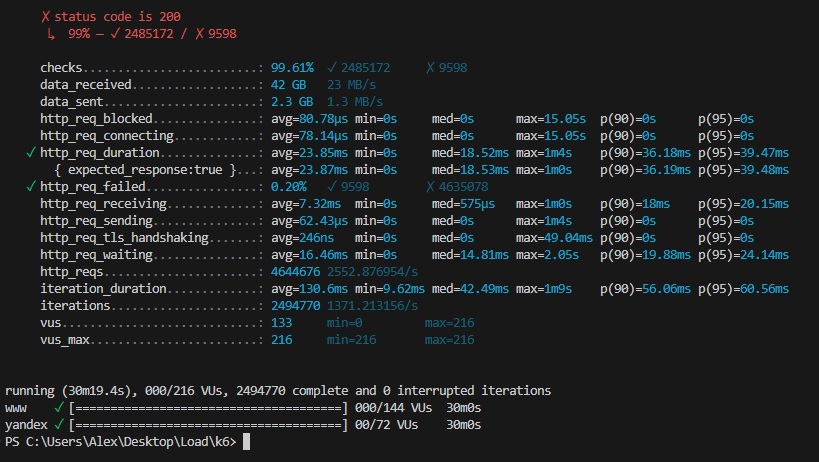 ✗ status code is 200
↳ 99% — ✓ 2485172 / ✗ 9598
checks.........................: 99.61% ✓ 2485172 ✗ 9598
data_received..................: 42 GB 23 MB/s
data_sent......................: 2.3 GB 1.3 MB/s
http_req_blocked...............: avg=80.78µs min=0s med=0s max=15.05s p(90)=0s p(95)=0s
http_req_connecting............: avg=78.14µs min=0s med=0s max=15.05s p(90)=0s p(95)=0s
✓ http_req_duration..............: avg=23.85ms min=0s med=18.52ms max=1m4s p(90)=36.18ms p(95)=39.47ms
{ expected_response:true }...: avg=23.87ms min=0s med=18.53ms max=1m0s p(90)=36.19ms p(95)=39.48ms
✓ http_req_failed................: 0.20% ✓ 9598 ✗ 4635078
http_req_receiving.............: avg=7.32ms min=0s med=575µs max=1m0s p(90)=18ms p(95)=20.15ms
http_req_sending...............: avg=62.43µs min=0s med=0s max=1m4s p(90)=0s p(95)=0s
http_req_tls_handshaking.......: avg=246ns min=0s med=0s max=49.04ms p(90)=0s p(95)=0s
http_req_waiting...............: avg=16.46ms min=0s med=14.81ms max=2.05s p(90)=19.88ms p(95)=24.14ms
http_reqs......................: 4644676 2552.876954/s
iteration_duration.............: avg=130.6ms min=9.62ms med=42.49ms max=1m9s p(90)=56.06ms p(95)=60.56ms
iterations.....................: 2494770 1371.213156/s
vus............................: 133 min=0 max=216
vus_max........................: 216 min=216 max=216
running (30m19.4s), 000/216 VUs, 2494770 complete and 0 interrupted iterations
www ✓ [======================================] 000/144 VUs 30m0s
yandex ✓ [======================================] 00/72 VUs 30m0s
PS C:\Users\Alex\Desktop\Load\k6>